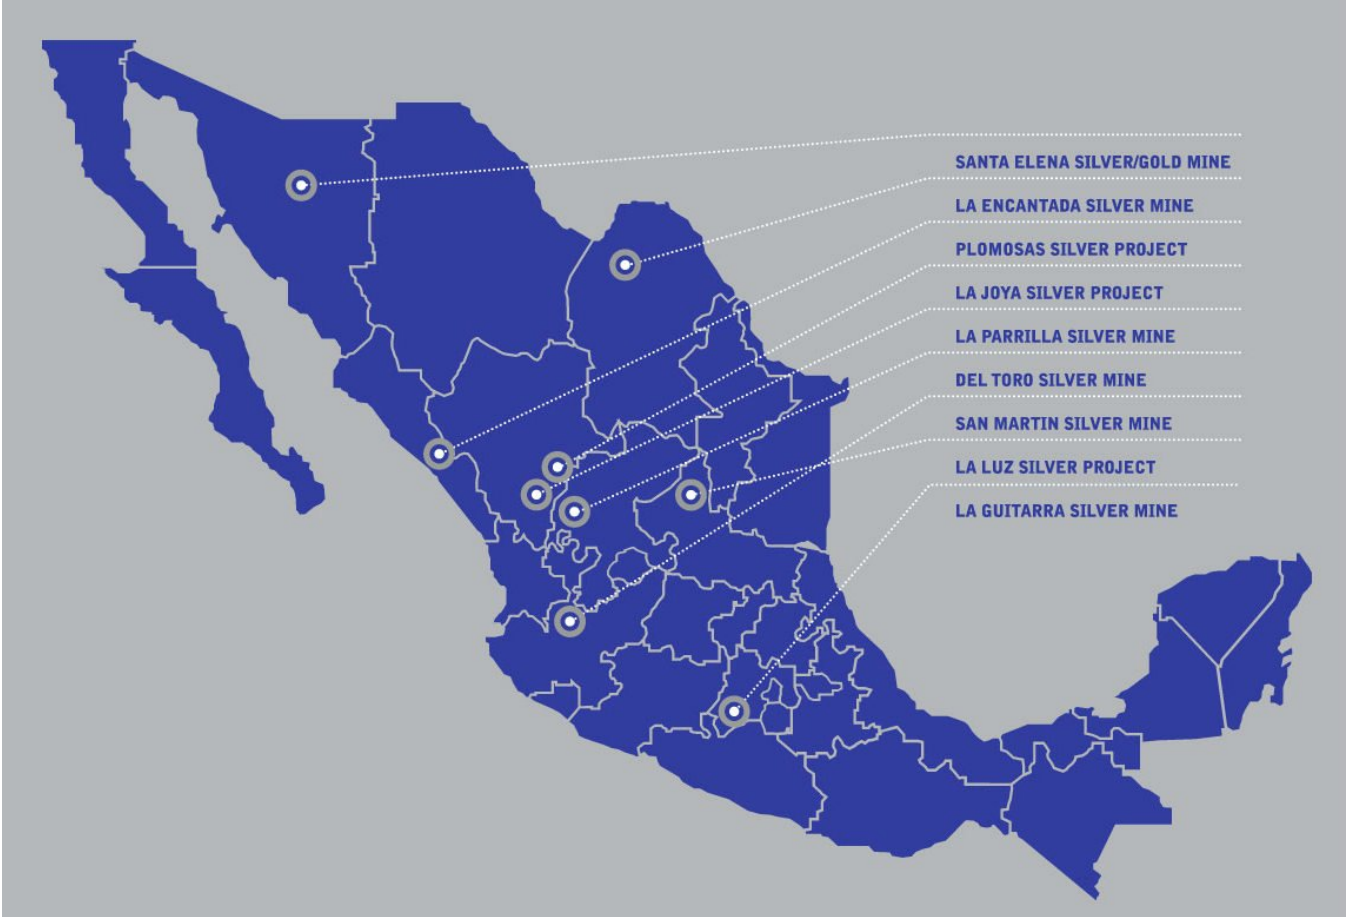 SANTA ELENA SILVER/GOLD MINE
LA ENCANTADA SILVER MINE
PLOMOSAS SILVER PROJECT
LA JOYA SILVER PROJECT
LA PARRILLA SILVER MINE
DEL TORO SILVER MINE
SAN MARTIN SILVER MINE
LA LUZ SILVER PROJECT
LA GUITARRA SILVER MINE